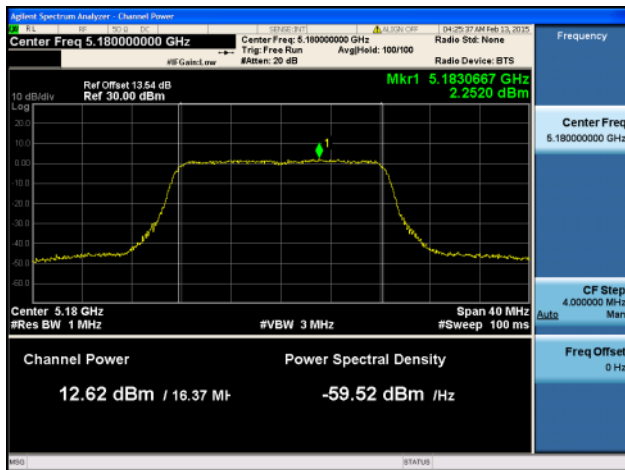 Agilent Spectrum Analyzer - Channel Power
RL RF 50 Ω DC SENSE:INT ALIGN OFF 04:25:37 AM Feb 13, 2015
Center Freq 5.180000000 GHz Center Freq: 5.180000000 GHz Radio Std: None
Trig: Free Run Avg|Hold: 100/100
#IFGain:Low #Atten: 20 dB Radio Device: BTS
Frequency
Ref Offset 13.54 dB Mkr1 5.1830667 GHz
10 dB/div Ref 30.00 dBm 2.2520 dBm
Log
20.0
10.0
0.00
-10.0
-20.0
-30.0
-40.0
-50.0
-60.0
1
Center 5.18 GHz Span 40 MHz
#Res BW 1 MHz #VBW 3 MHz #Sweep 100 ms
Channel Power Power Spectral Density
12.62 dBm / 16.37 MH -59.52 dBm /Hz
Center Freq
5.180000000 GHz
CF Step
4.000000 MHz
Auto Man
Freq Offset
0 Hz
MSG STATUS